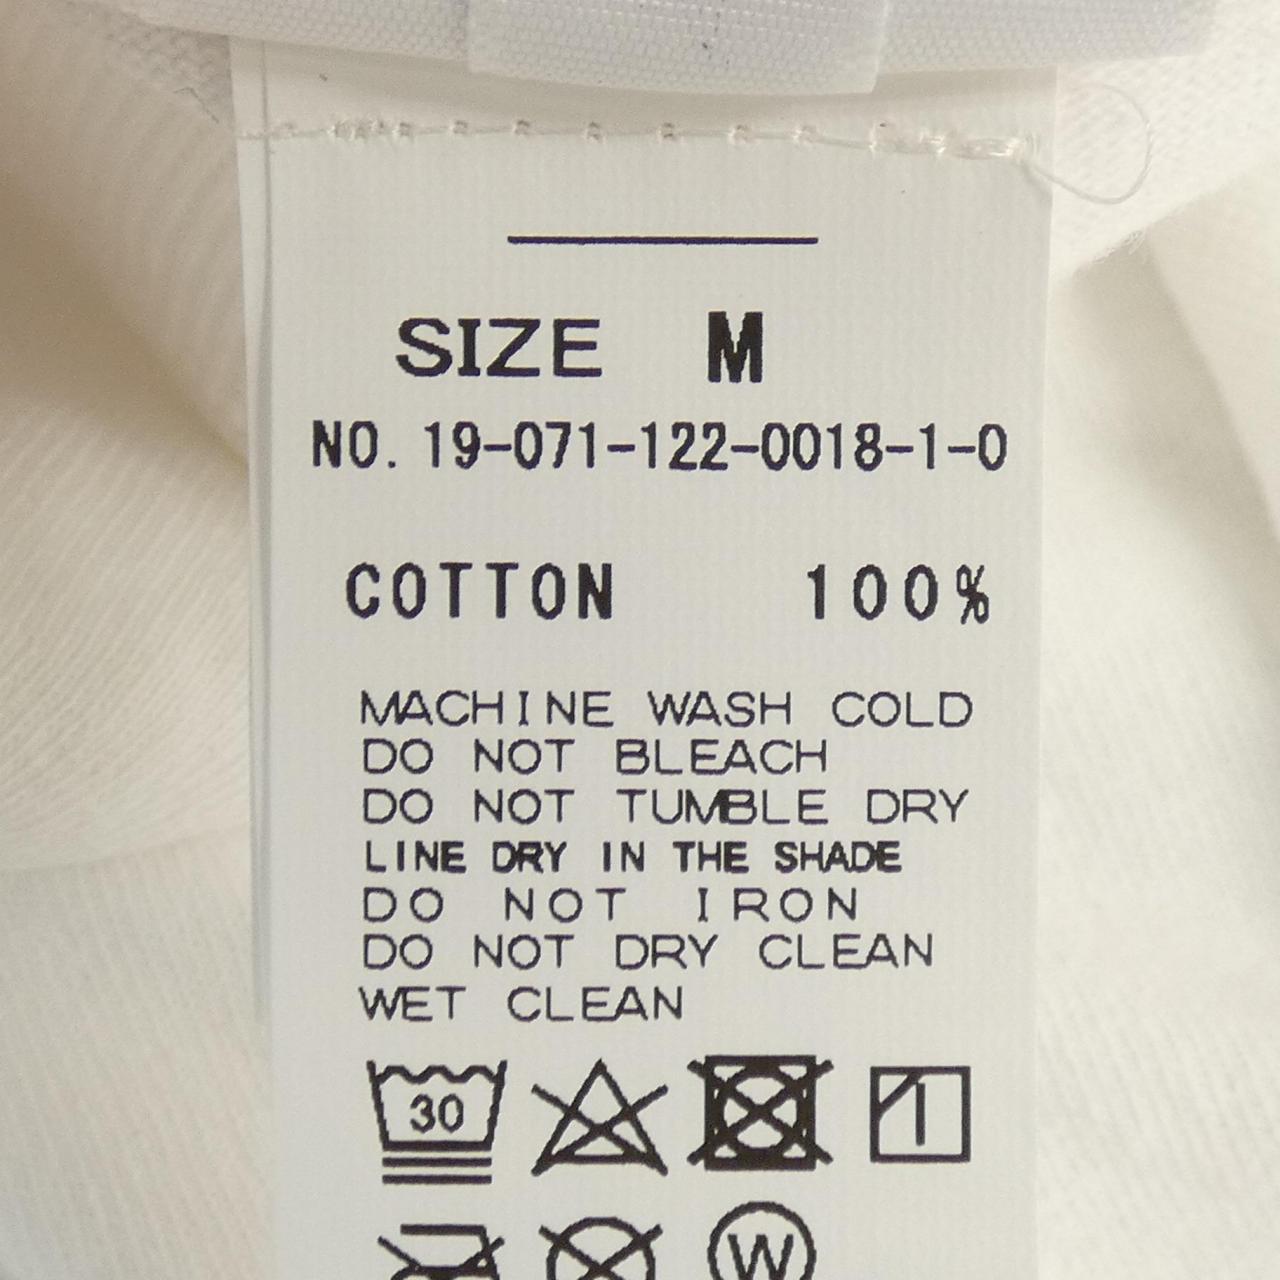 SIZE M
NO. 19-071-122-0018-1-0
COTTON 100%
MACHINE WASH COLD
DO NOT BLEACH
DO NOT TUMBLE DRY
LINE DRY IN THE SHADE
DO NOT IRON
DO NOT DRY CLEAN
WET CLEAN
30
W